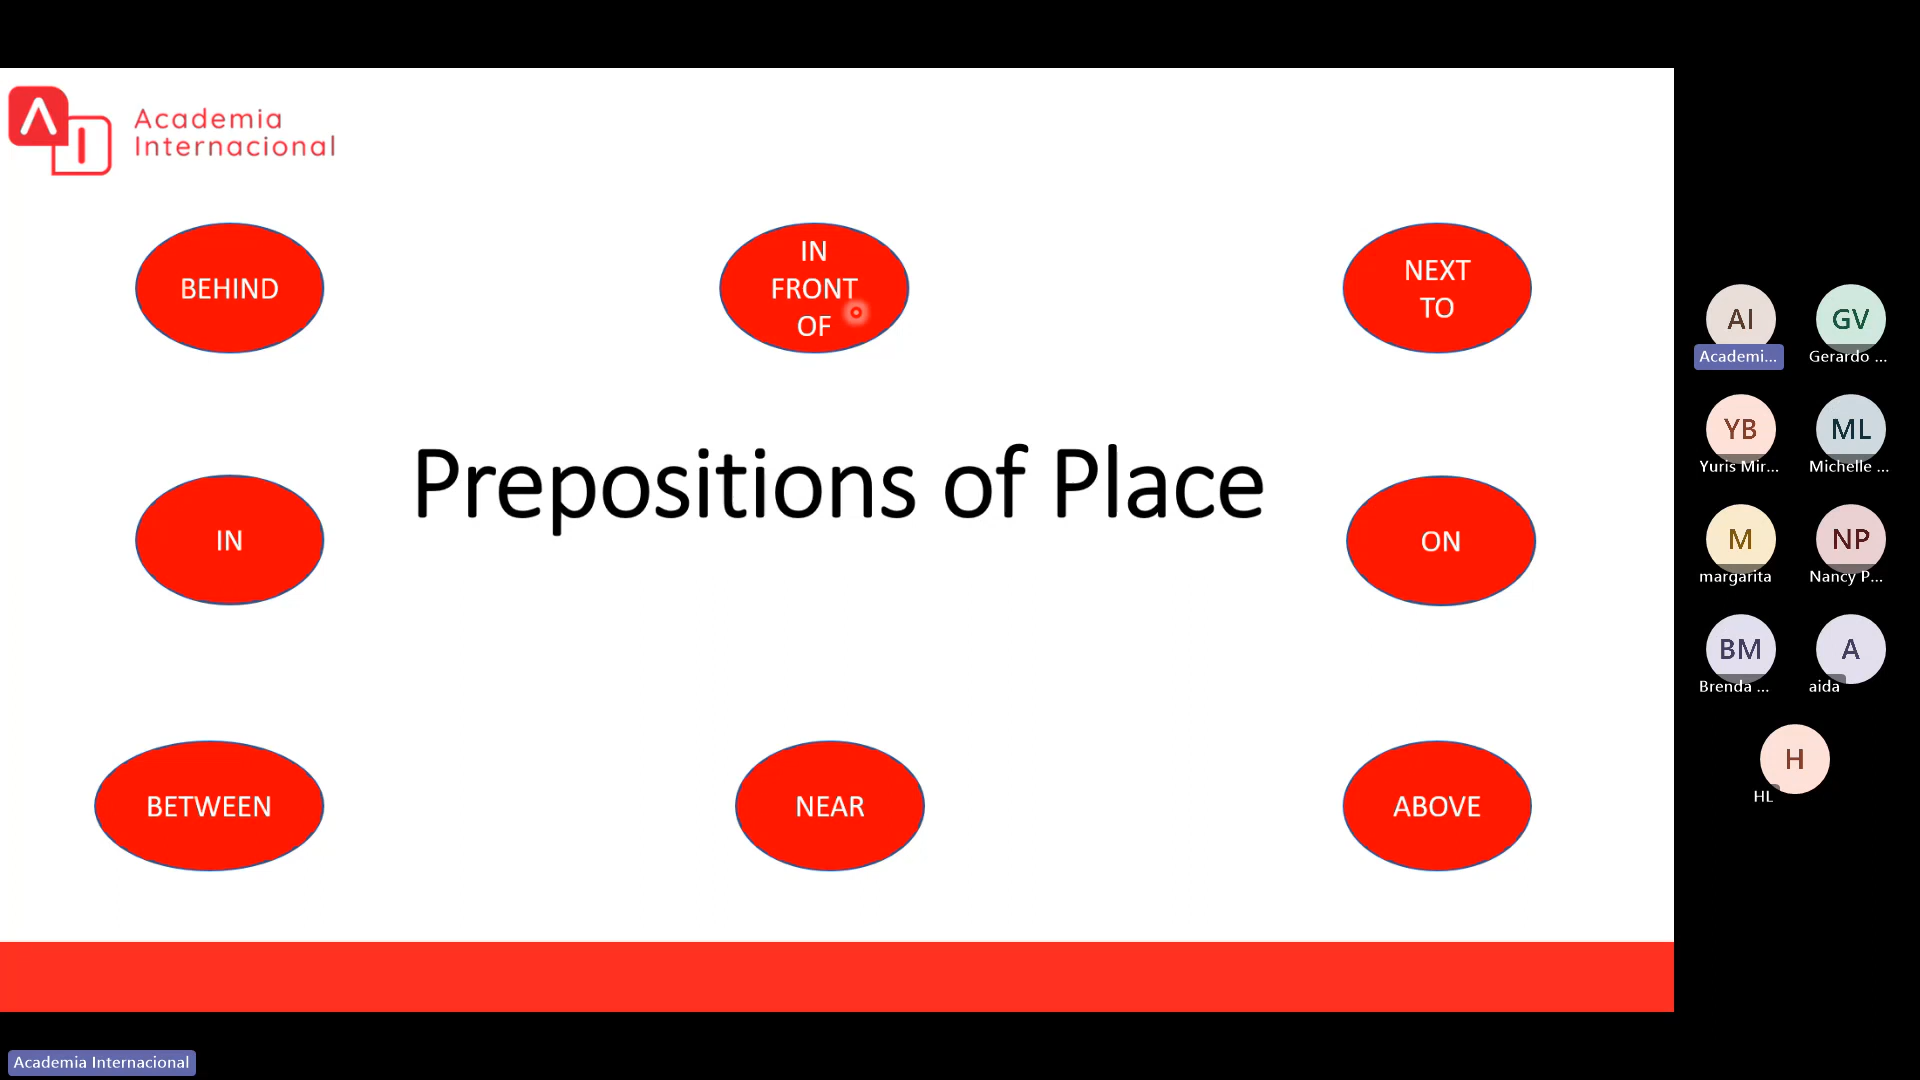 Academia
Internacional
BEHIND
IN
FRONT
OF
NEXT
TO
Prepositions of Place
IN
ON
BETWEEN
NEAR
ABOVE
AI
Academi...
GV
Gerardo ...
YB
Yuris Mir...
ML
Michelle ...
M
margarita
NP
Nancy P...
BM
Brenda ...
A
aida
H
HL
Academia Internacional